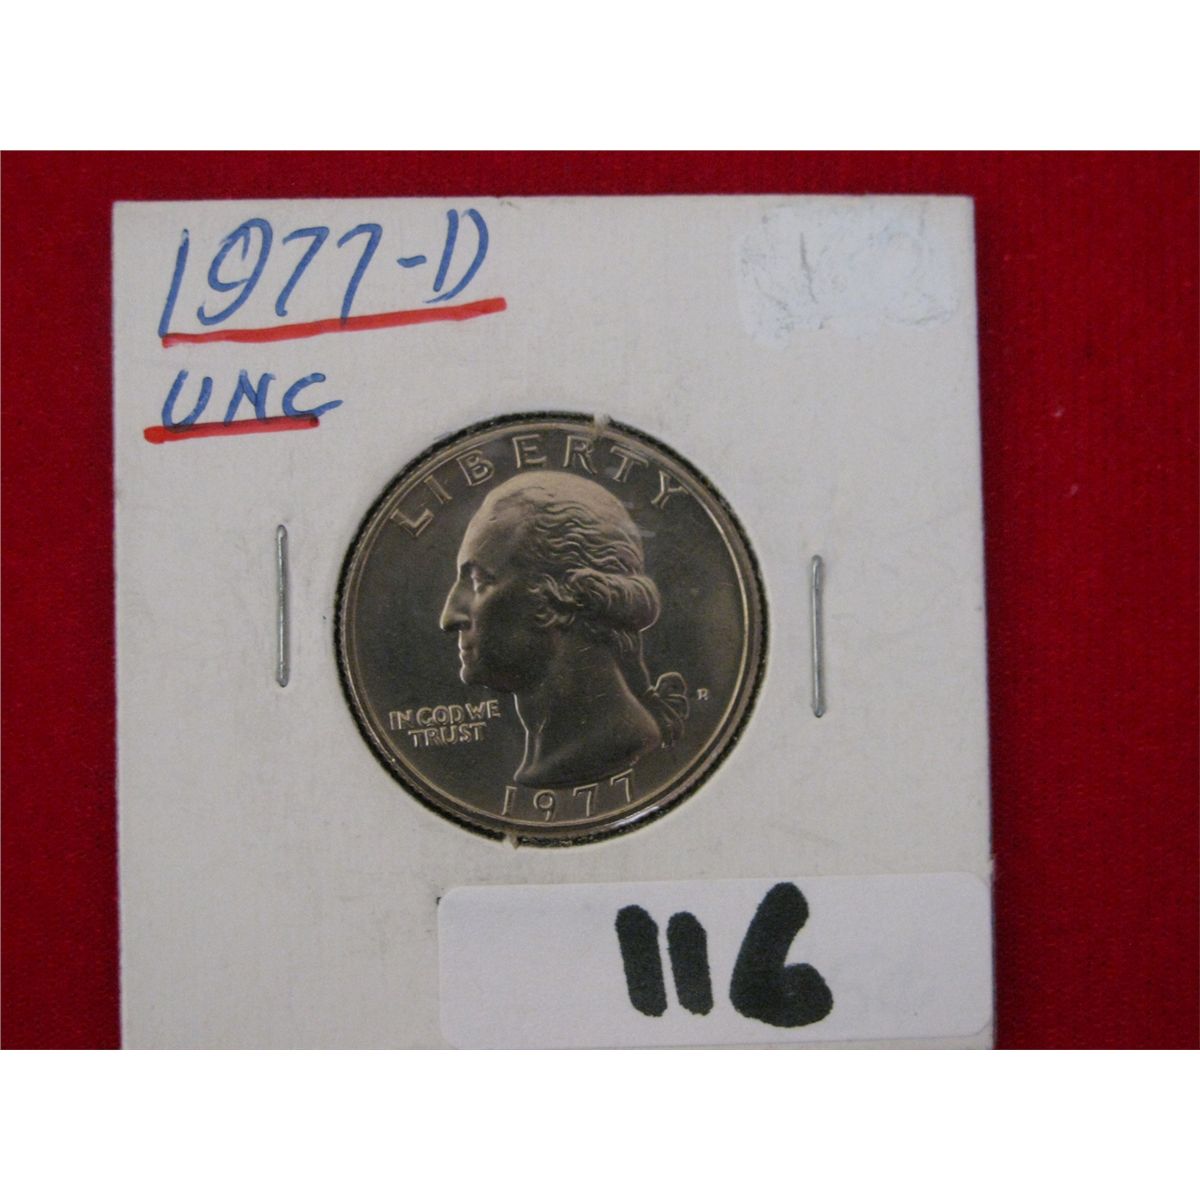 1977-D
UNC
LIBERTY
IN GOD WE
TRUST
D
1977
116